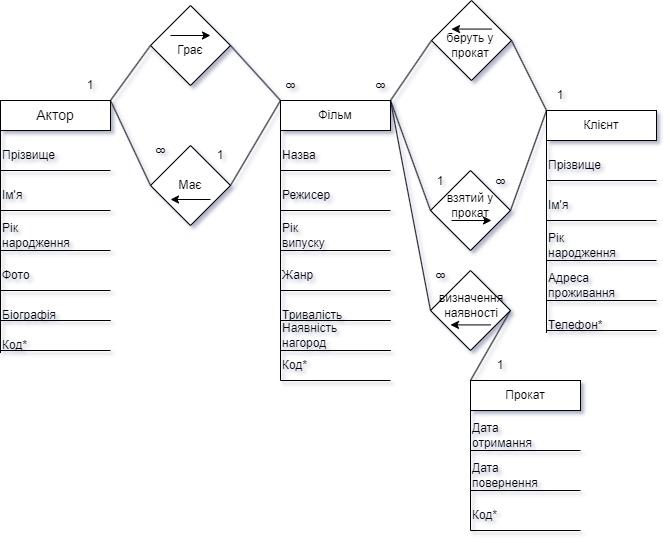 Грає
беруть у
прокат
1
∞
∞
1
Актор
Фільм
Клієнт
Прізвище
∞
1
Назва
Прізвище
Має
1
∞
Ім'я
Режисер
взятий у
прокат
Ім'я
Рік
народження
Рік
випуску
Рік
народження
Фото
Жанр
∞
Адреса
проживання
визначення
наявності
Біографія
Тривалість
Телефон*
Наявність
нагород
Код*
Код*
1
Прокат
Дата
отримання
Дата
повернення
Код*